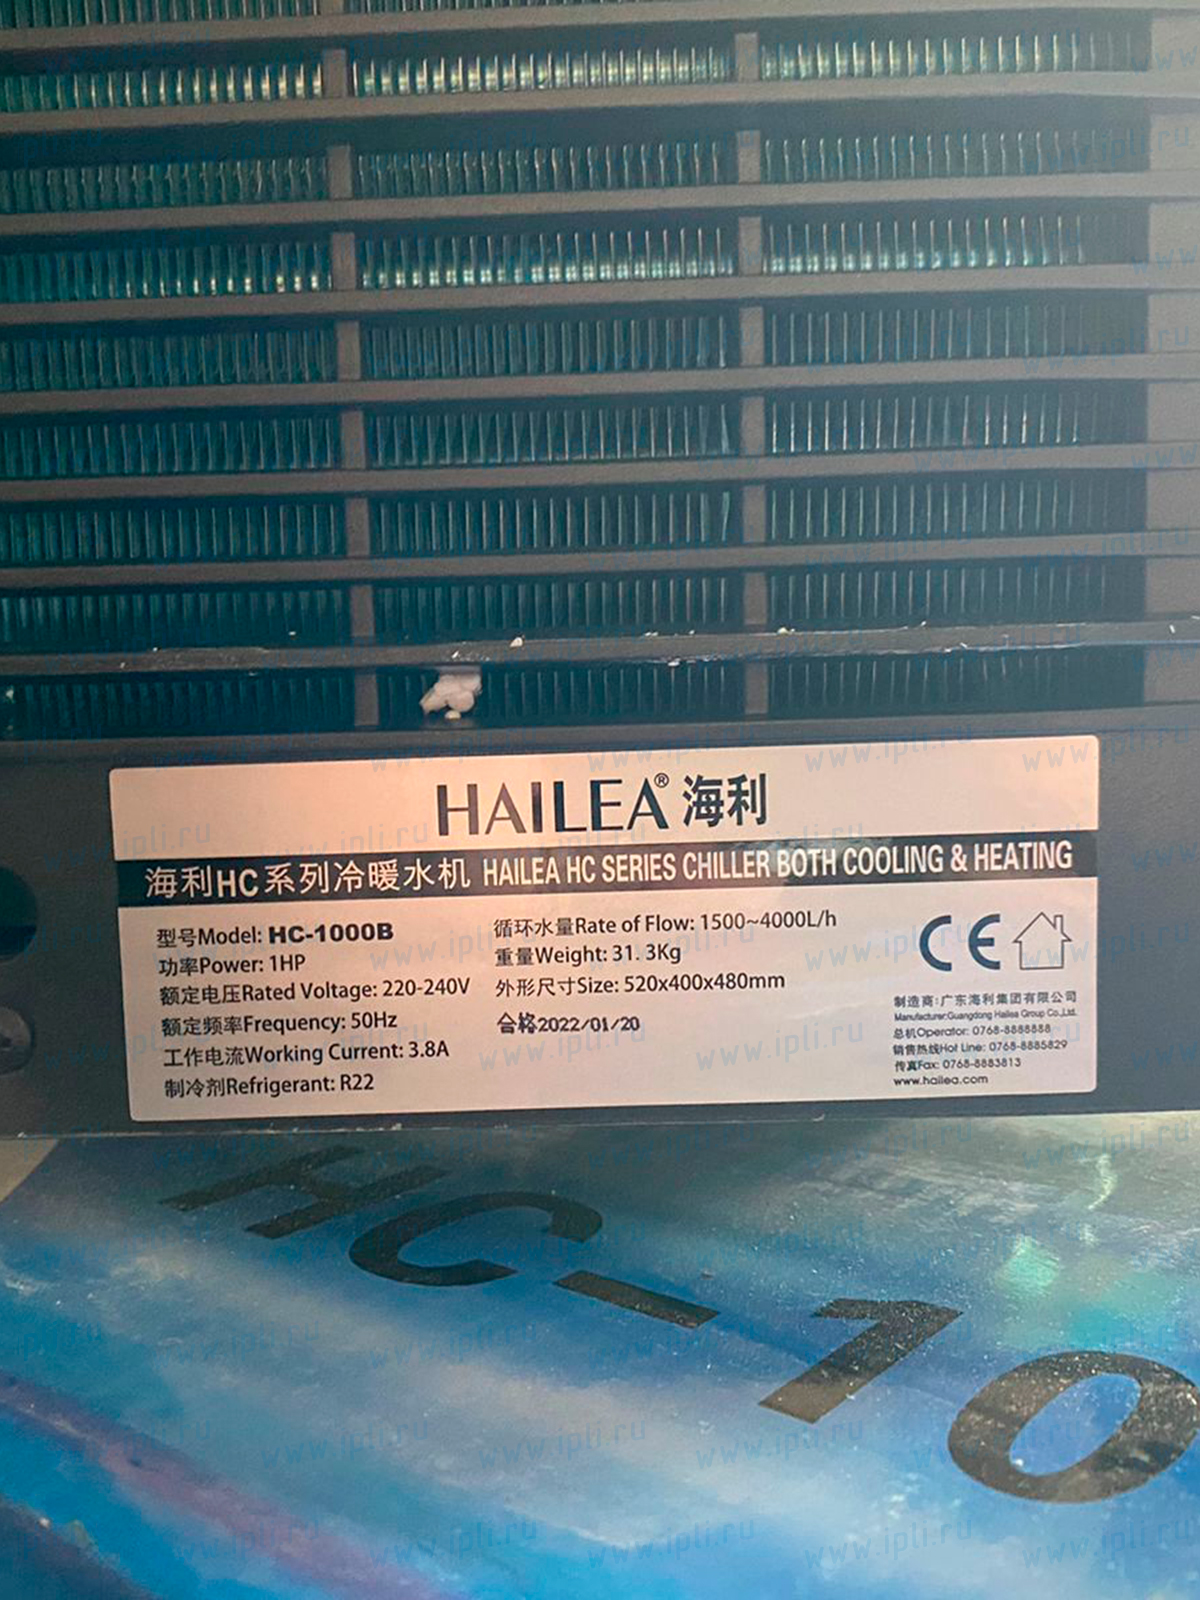 HAILEA® 海利
海利HC系列冷暖水机 HAILEA HC SERIES CHILLER BOTH COOLING & HEATING
型号Model: HC-1000B
功率Power: 1HP
额定电压Rated Voltage: 220-240V
额定频率Frequency: 50Hz
工作电流Working Current: 3.8A
制冷剂Refrigerant: R22
循环水量Rate of Flow: 1500~4000L/h
重量Weight: 31. 3Kg
外形尺寸Size: 520x400x480mm
合格2022/01/20
CE
制造商:广东海利集团有限公司
Manufacturer:Guangdong Hailea Group Co.,Ltd.
总机Operator: 0768-8888888
销售热线Hot Line: 0768-8885829
传真Fax: 0768-8883813
www.hailea.com
HC-10
www.ipli.ru